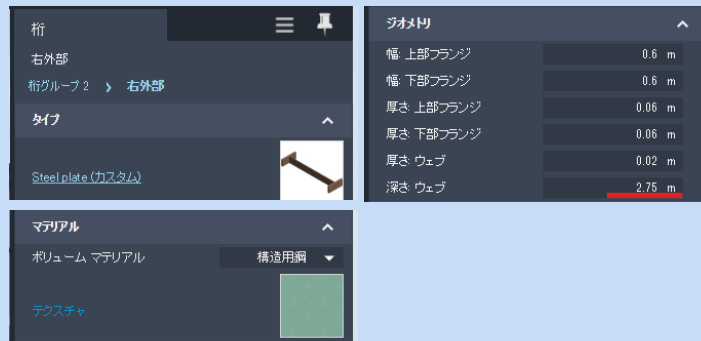 桁
右外部
桁グループ 2 › 右外部
タイプ
Steel plate (カスタム)
ジオメトリ
幅: 上部フランジ 0.6 m
幅: 下部フランジ 0.6 m
厚さ: 上部フランジ 0.06 m
厚さ: 下部フランジ 0.06 m
厚さ: ウェブ 0.02 m
深さ: ウェブ 2.75 m
マテリアル
ボリューム マテリアル 構造用鋼
テクスチャ